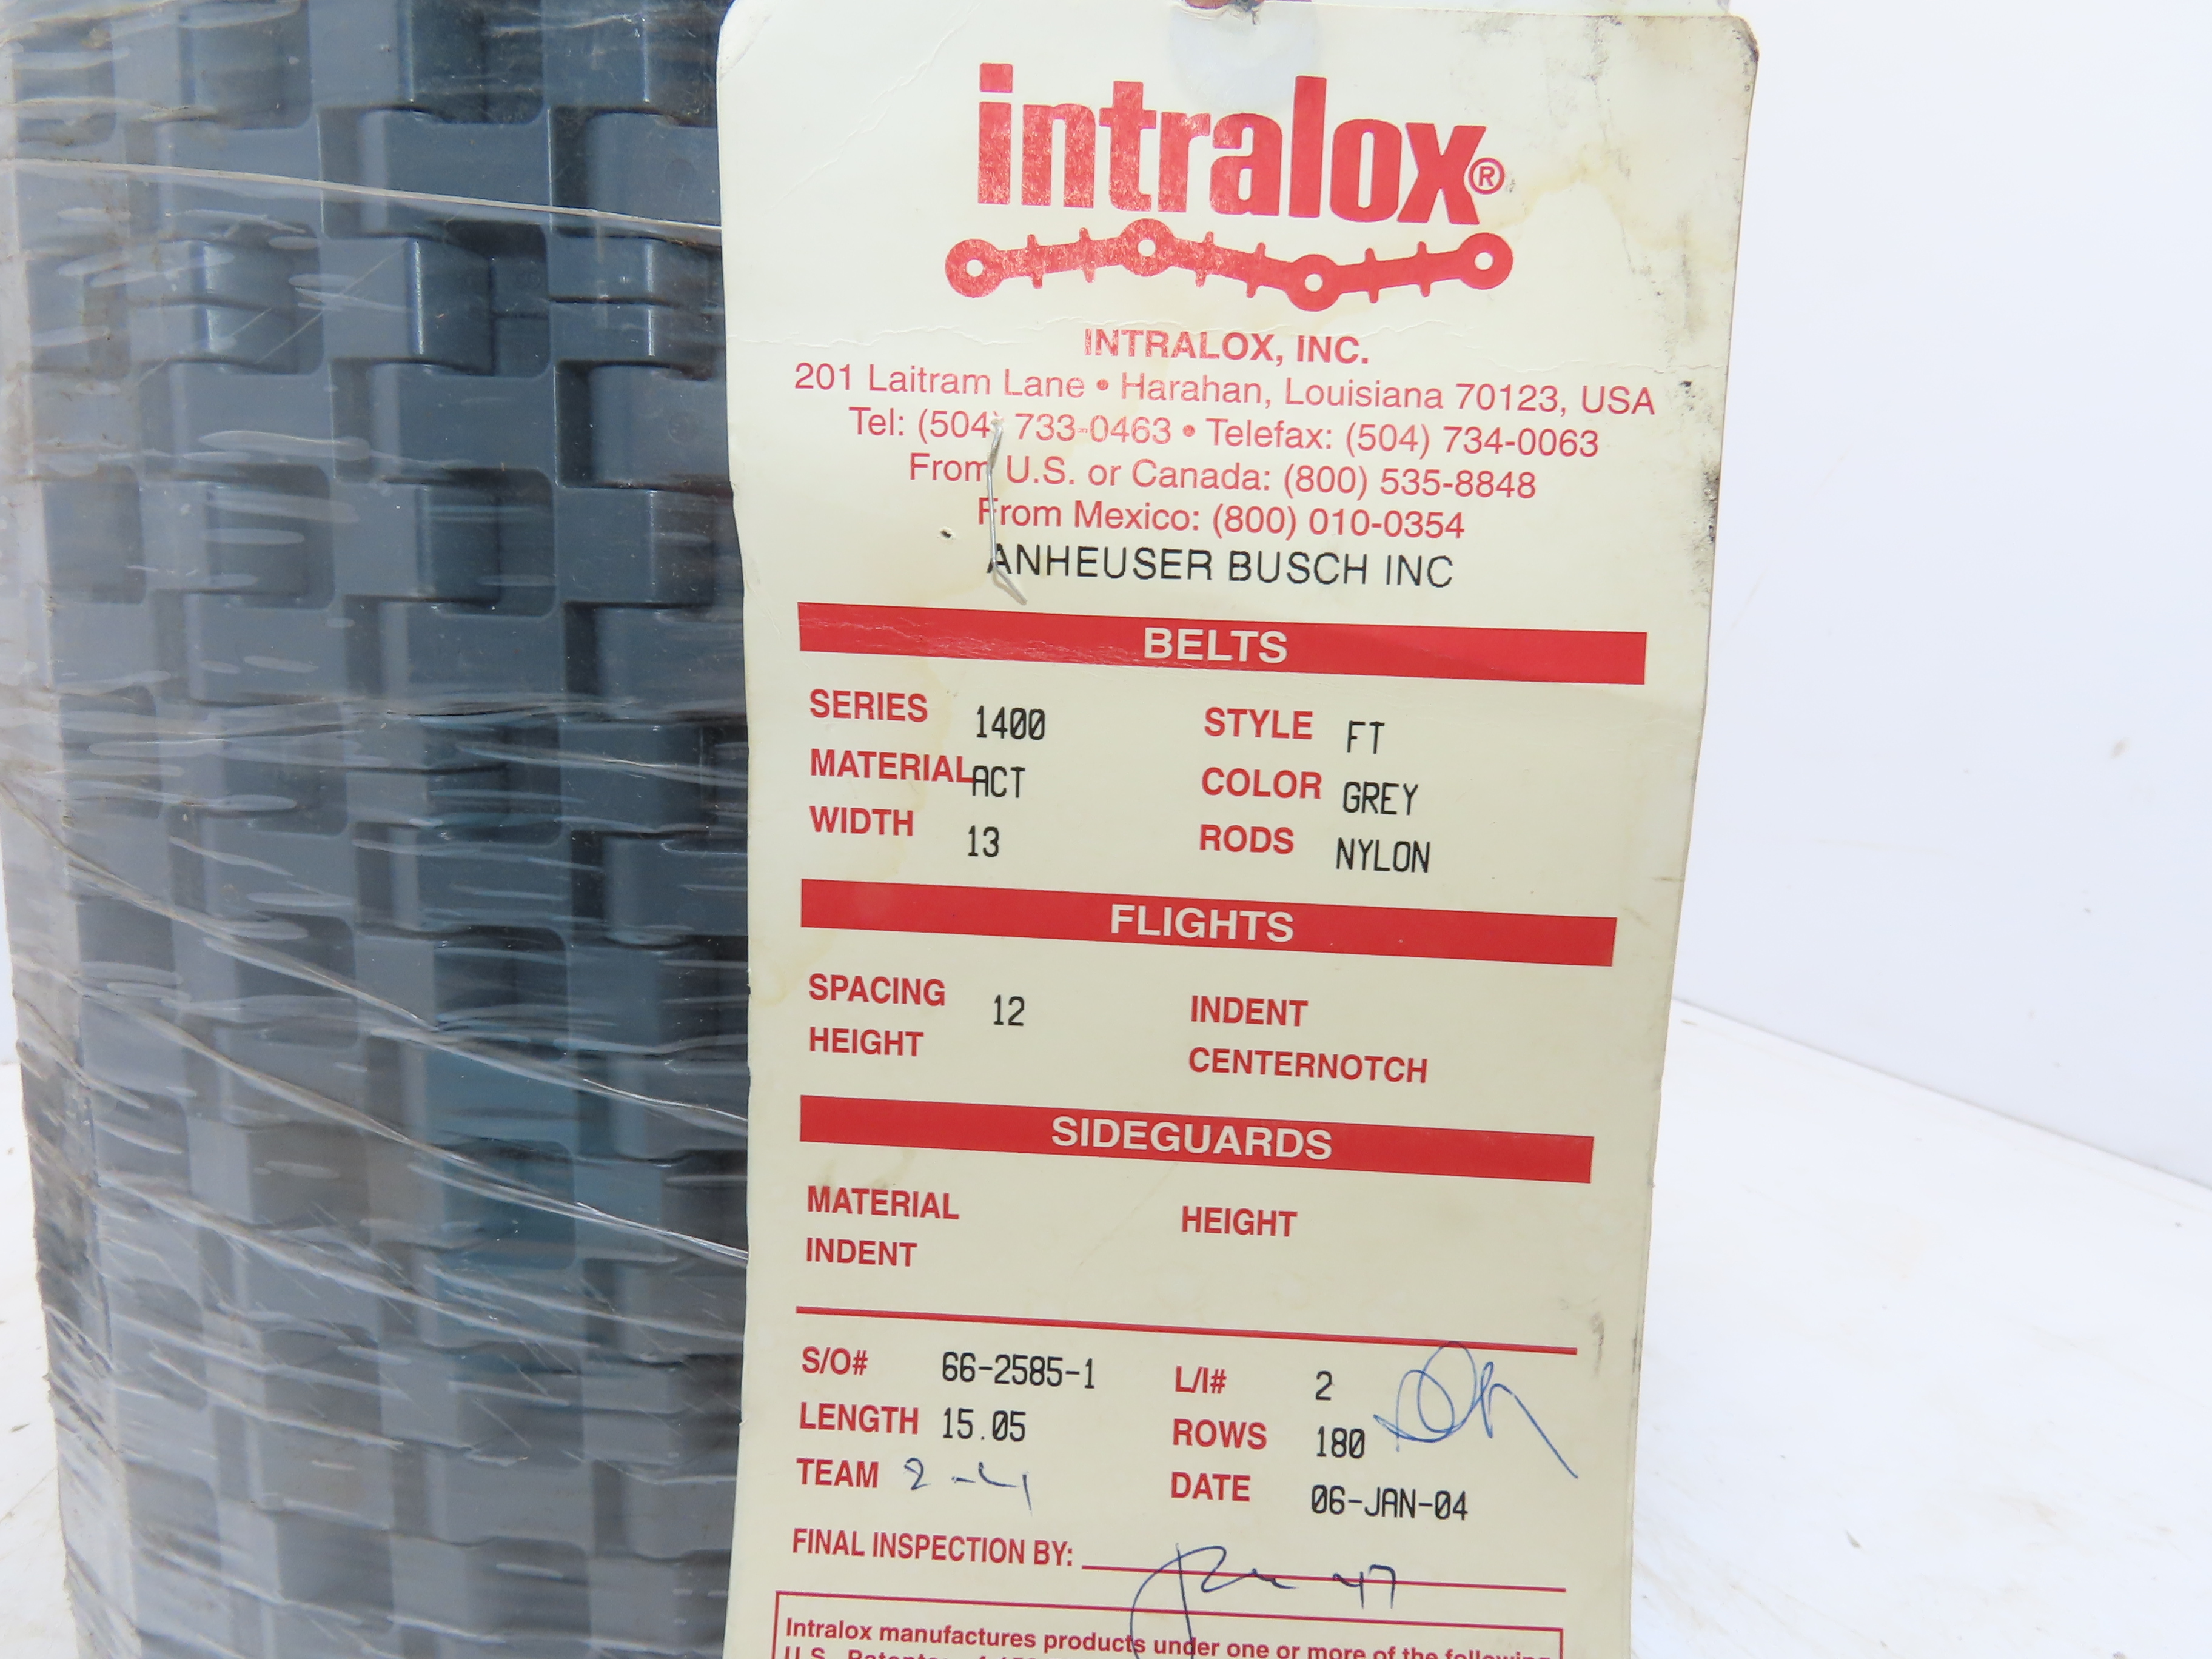 intralox®
INTRALOX, INC.
201 Laitram Lane • Harahan, Louisiana 70123, USA
Tel: (504) 733-0463 • Telefax: (504) 734-0063
From U.S. or Canada: (800) 535-8848
From Mexico: (800) 010-0354
ANHEUSER BUSCH INC
BELTS
SERIES 1400 STYLE FT
MATERIAL ACT COLOR GREY
WIDTH 13 RODS NYLON
FLIGHTS
SPACING 12 INDENT
HEIGHT CENTERNOTCH
SIDEGUARDS
MATERIAL HEIGHT
INDENT
S/O# 66-2585-1 L/I# 2
LENGTH 15.05 ROWS 180
TEAM 2-4 DATE 06-JAN-04
FINAL INSPECTION BY: 47
Intralox manufactures products under one or more of the following
U.S.